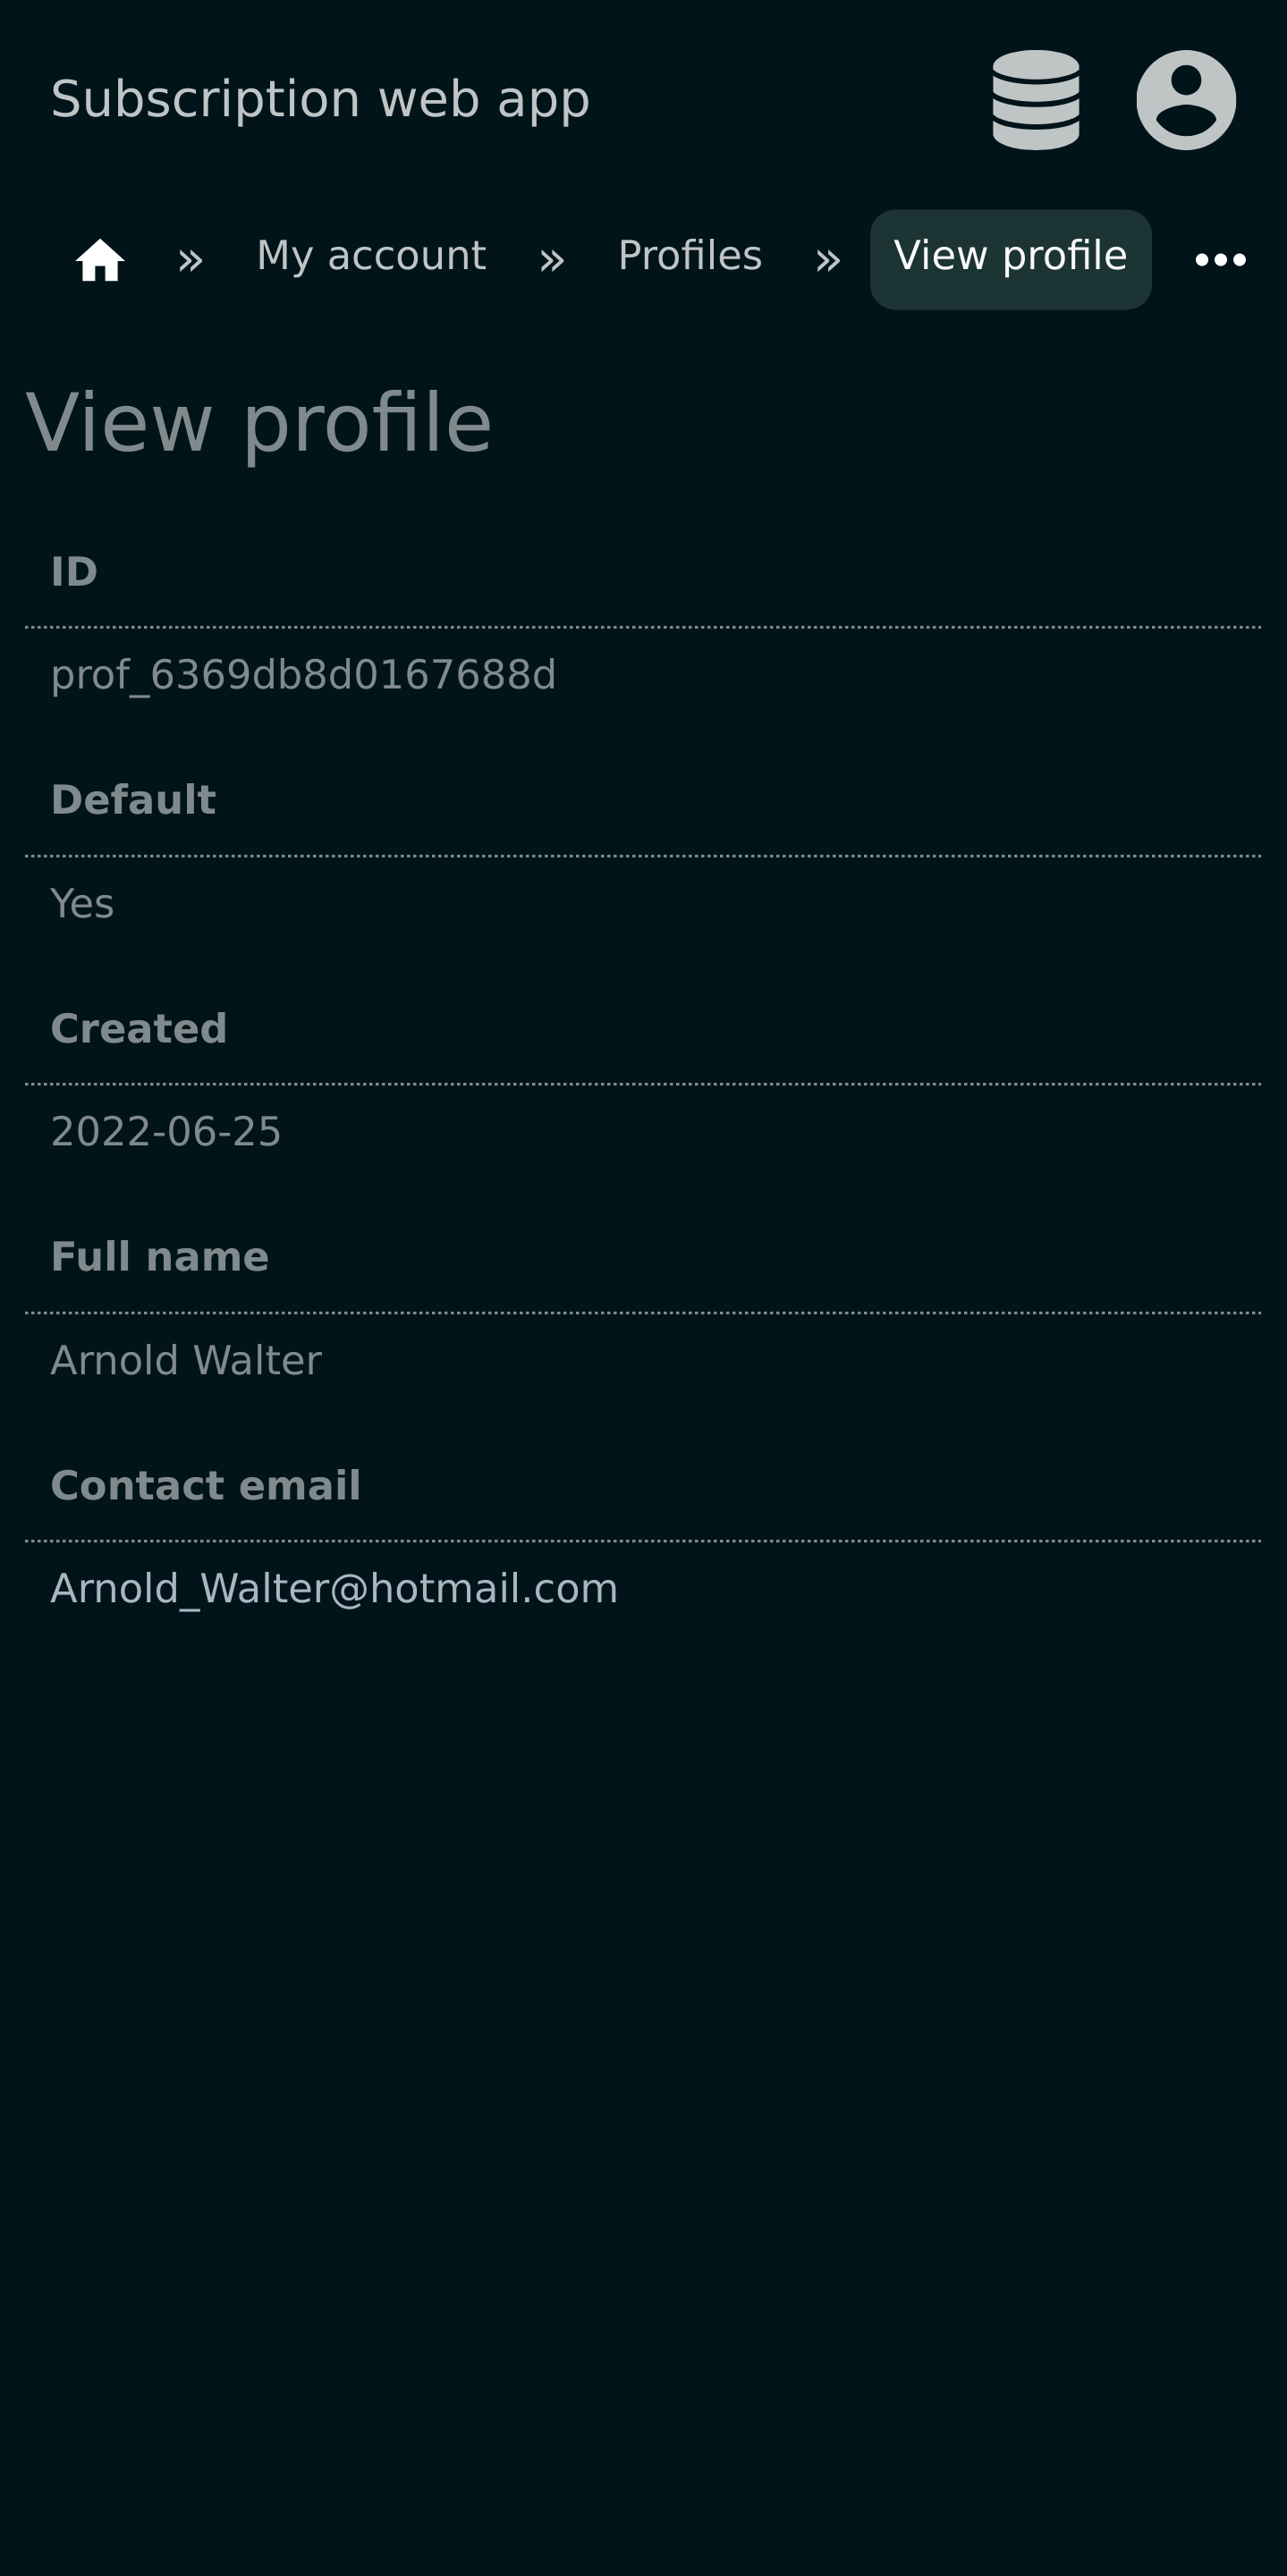 Subscription web app
» My account » Profiles » View profile
View profile
ID
prof_6369db8d0167688d
Default
Yes
Created
2022-06-25
Full name
Arnold Walter
Contact email
Arnold_Walter@hotmail.com